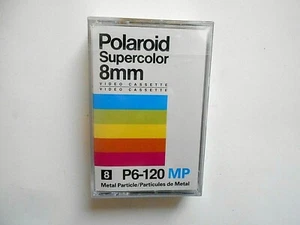 Polaroid
Supercolor
8mm
VIDEO CASSETTE
VIDEO CASSETTE
8 P6-120 MP
Metal Particle/Particules de Metal